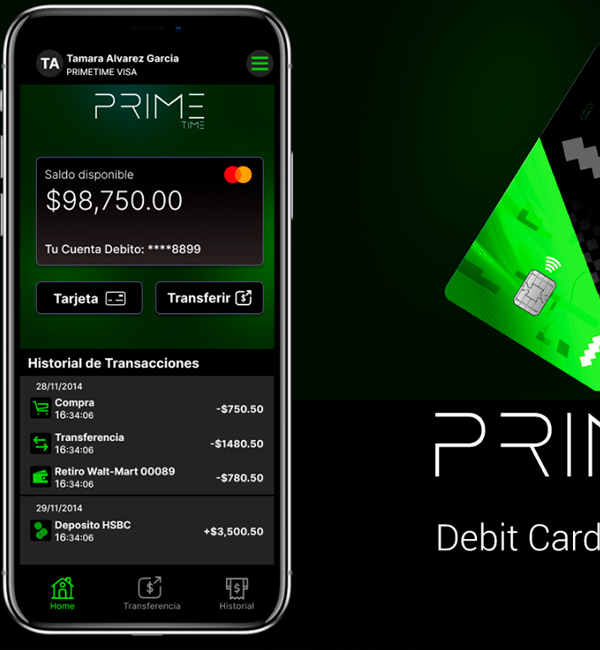 TA
Tamara Alvarez Garcia
PRIMETIME VISA
PRIME
TIME
Saldo disponible
$98,750.00
Tu Cuenta Debito: ****8899
Tarjeta
Transferir
Historial de Transacciones
28/11/2014
Compra
16:34:06
-$750.50
Transferencia
16:34:06
-$1480.50
Retiro Walt-Mart 00089
16:34:06
-$780.50
29/11/2014
Deposito HSBC
16:34:06
+$3,500.50
Home
Transferencia
Historial
PRI
Debit Card